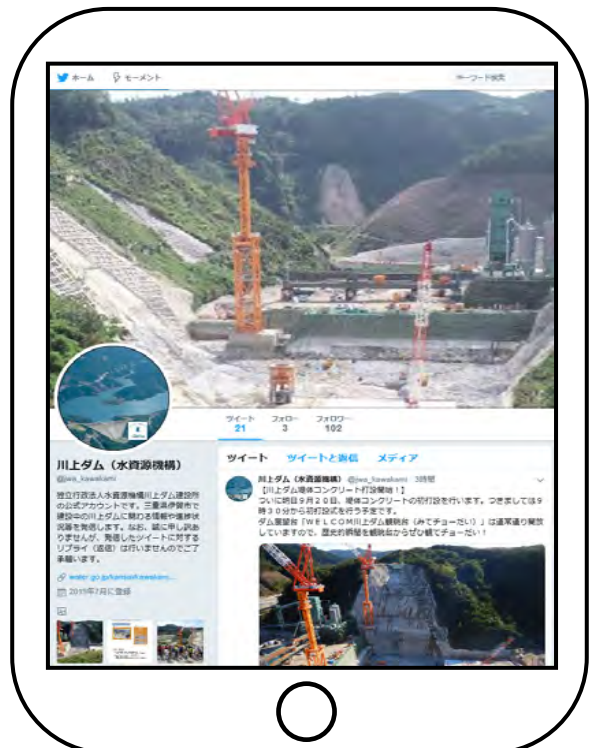 ホーム モーメント キーワード検索
ツイート フォロー フォロワー
21 3 102
川上ダム（水資源機構）
@jwa_kawakami
独立行政法人水資源機構川上ダム建設所
の公式アカウントです。三重県伊賀市で
建設中の川上ダムに関わる情報や進捗状
況等を発信します。なお、誠に申し訳あ
りませんが、発信したツイートに対する
リプライ（返信）は行いませんのでご了
承願います。
water.go.jp/kansai/kawakami...
2019年7月に登録
ツイート ツイートと返信 メディア
川上ダム（水資源機構） @jwa_kawakami 3時間
【川上ダム堤体コンクリート打設開始！】
ついに明日９月２０日、堤体コンクリートの初打設を行います。つきましては９
時３０分から初打設式を行う予定です。
ダム展望台「ＷＥＬＣＯＭ川上ダム観眺台（みてチョーだい）」は通常通り開放
していますので、歴史的瞬間を観眺台からぜひ観てチョーだい！